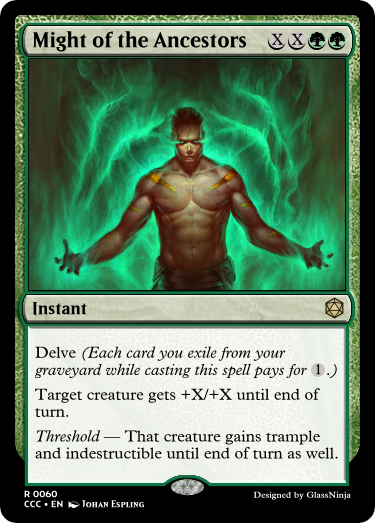 Might of the Ancestors X X
Instant
Delve (Each card you exile from your
graveyard while casting this spell pays for 1.)
Target creature gets +X/+X until end of
turn.
Threshold — That creature gains trample
and indestructible until end of turn as well.
R 0060
CCC • EN Johan Espling
Designed by GlassNinja